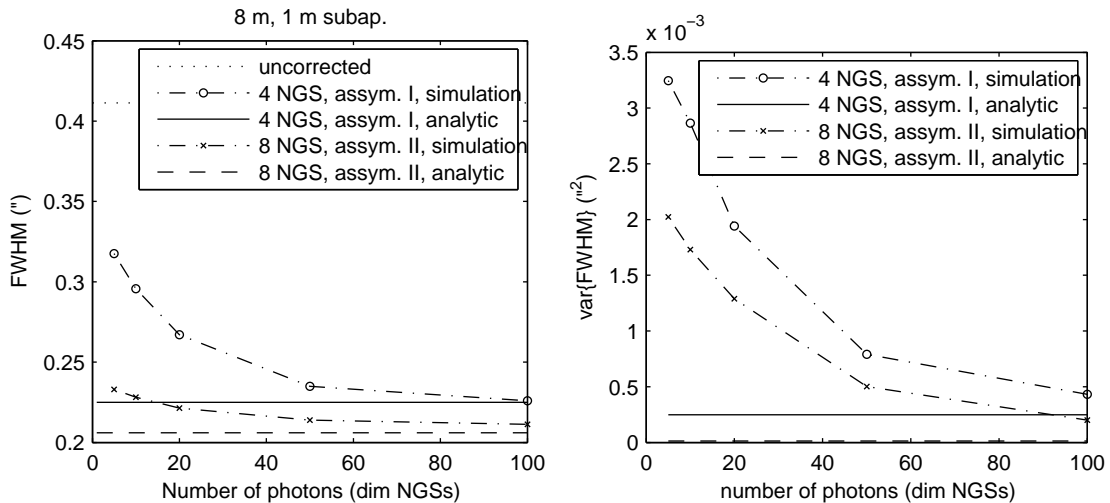 8 m, 1 m subap.
0.45
0.4
0.35
0.3
0.25
0.2
FWHM (")
uncorrected
4 NGS, assym. I, simulation
4 NGS, assym. I, analytic
8 NGS, assym. II, simulation
8 NGS, assym. II, analytic
0 20 40 60 80 100
Number of photons (dim NGSs)
x 10⁻³
3.5
3
2.5
2
1.5
1
0.5
0
var{FWHM} ("²)
4 NGS, assym. I, simulation
4 NGS, assym. I, analytic
8 NGS, assym. II, simulation
8 NGS, assym. II, analytic
0 20 40 60 80 100
number of photons (dim NGSs)